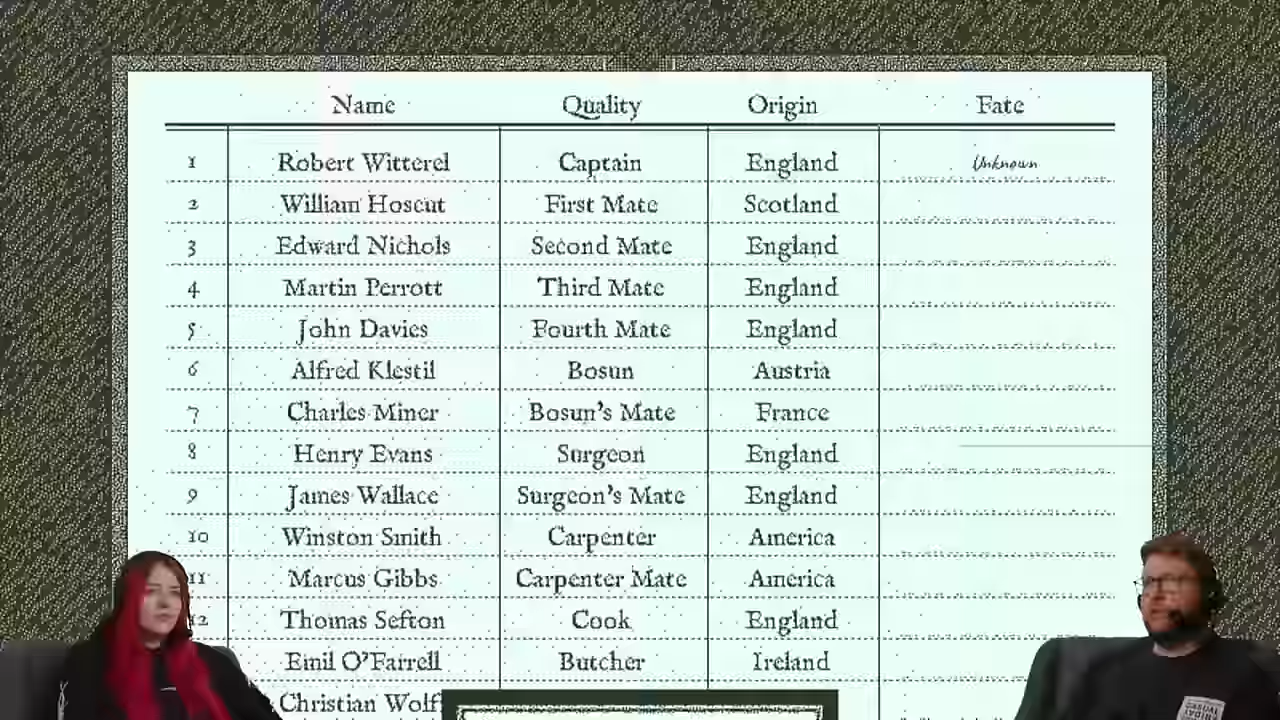 Name Quality Origin Fate
1 Robert Witterel Captain England Unknown
2 William Hoscut First Mate Scotland
3 Edward Nichols Second Mate England
4 Martin Perrott Third Mate England
5 John Davies Fourth Mate England
6 Alfred Klestil Bosun Austria
7 Charles Miner Bosun's Mate France
8 Henry Evans Surgeon England
9 James Wallace Surgeon's Mate England
10 Winston Smith Carpenter America
11 Marcus Gibbs Carpenter Mate America
12 Thomas Sefton Cook England
Emil O'Farrell Butcher Ireland
Christian Wolff